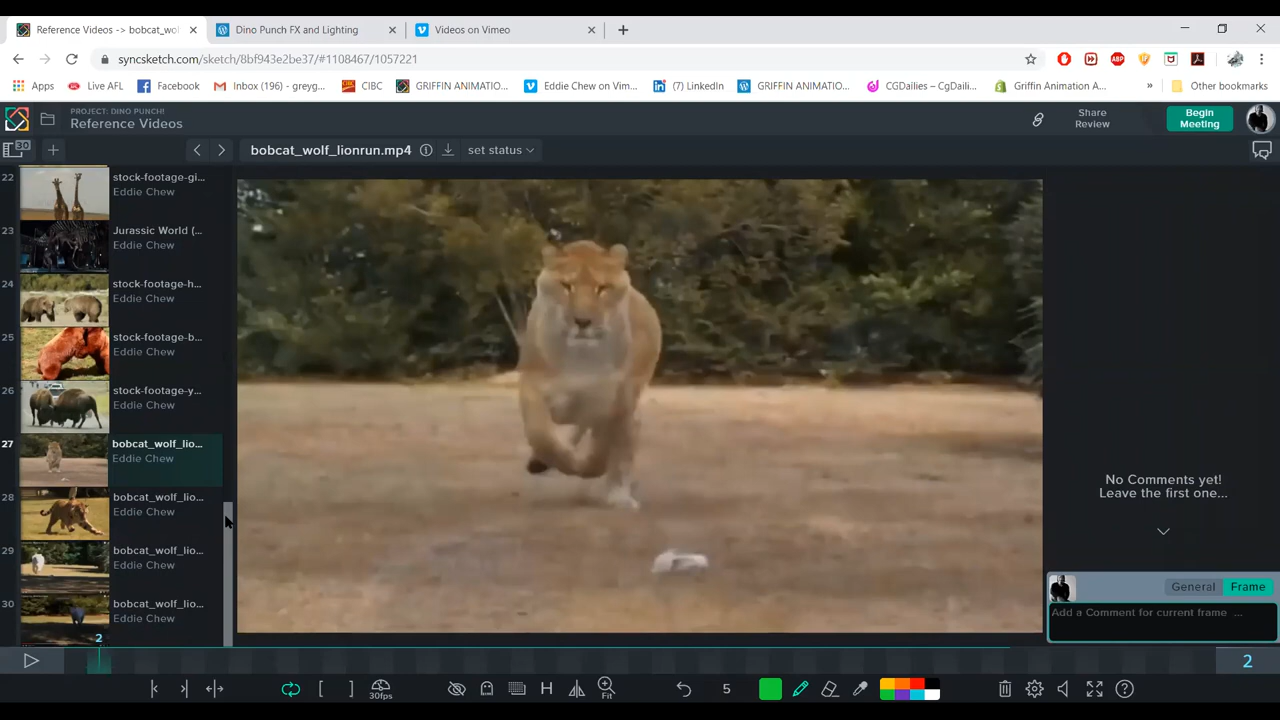 Reference Videos -> bobcat_wol
Dino Punch FX and Lighting
Videos on Vimeo
syncsketch.com/sketch/8bf943e2be37/#1108467/1057221
Apps
Live AFL
Facebook
Inbox (196) - greyg...
CIBC
GRIFFIN ANIMATIO...
Eddie Chew on Vim...
(7) LinkedIn
GRIFFIN ANIMATIO...
CGDailies – CgDaili...
Griffin Animation A...
»
Other bookmarks
PROJECT: DINO PUNCH!
Reference Videos
Share Review
Begin Meeting
30
bobcat_wolf_lionrun.mp4
set status
22
stock-footage-gi...
Eddie Chew
23
Jurassic World (...
Eddie Chew
24
stock-footage-h...
Eddie Chew
25
stock-footage-b...
Eddie Chew
26
stock-footage-y...
Eddie Chew
27
bobcat_wolf_lio...
Eddie Chew
28
bobcat_wolf_lio...
Eddie Chew
29
bobcat_wolf_lio...
Eddie Chew
30
bobcat_wolf_lio...
Eddie Chew
No Comments yet!
Leave the first one...
General
Frame
Add a Comment for current frame ...
2
2
30fps
H
Fit
5